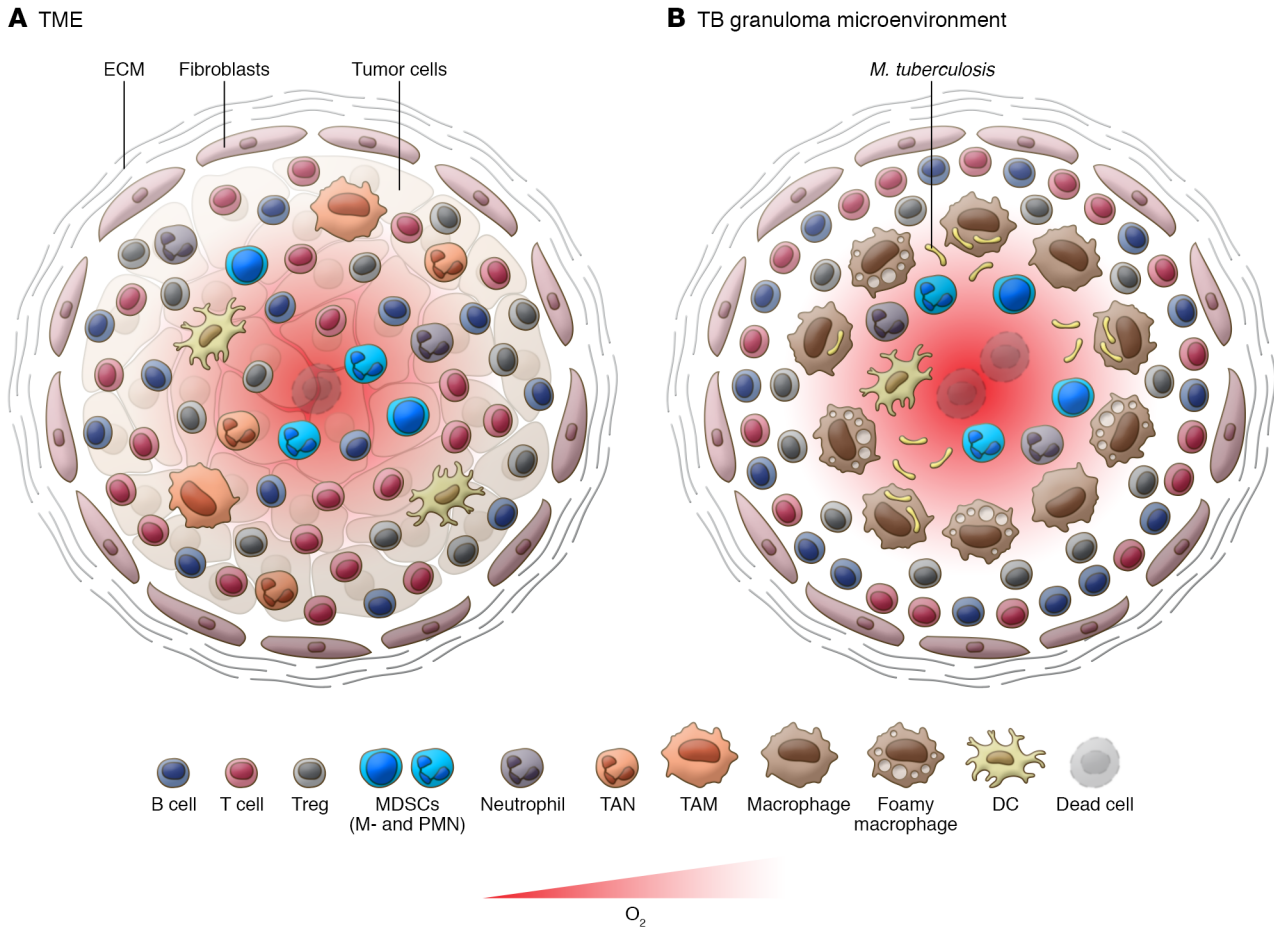 A TME
B TB granuloma microenvironment
ECM
Fibroblasts
Tumor cells
M. tuberculosis
B cell
T cell
Treg
MDSCs
(M- and PMN)
Neutrophil
TAN
TAM
Macrophage
Foamy
macrophage
DC
Dead cell
O₂